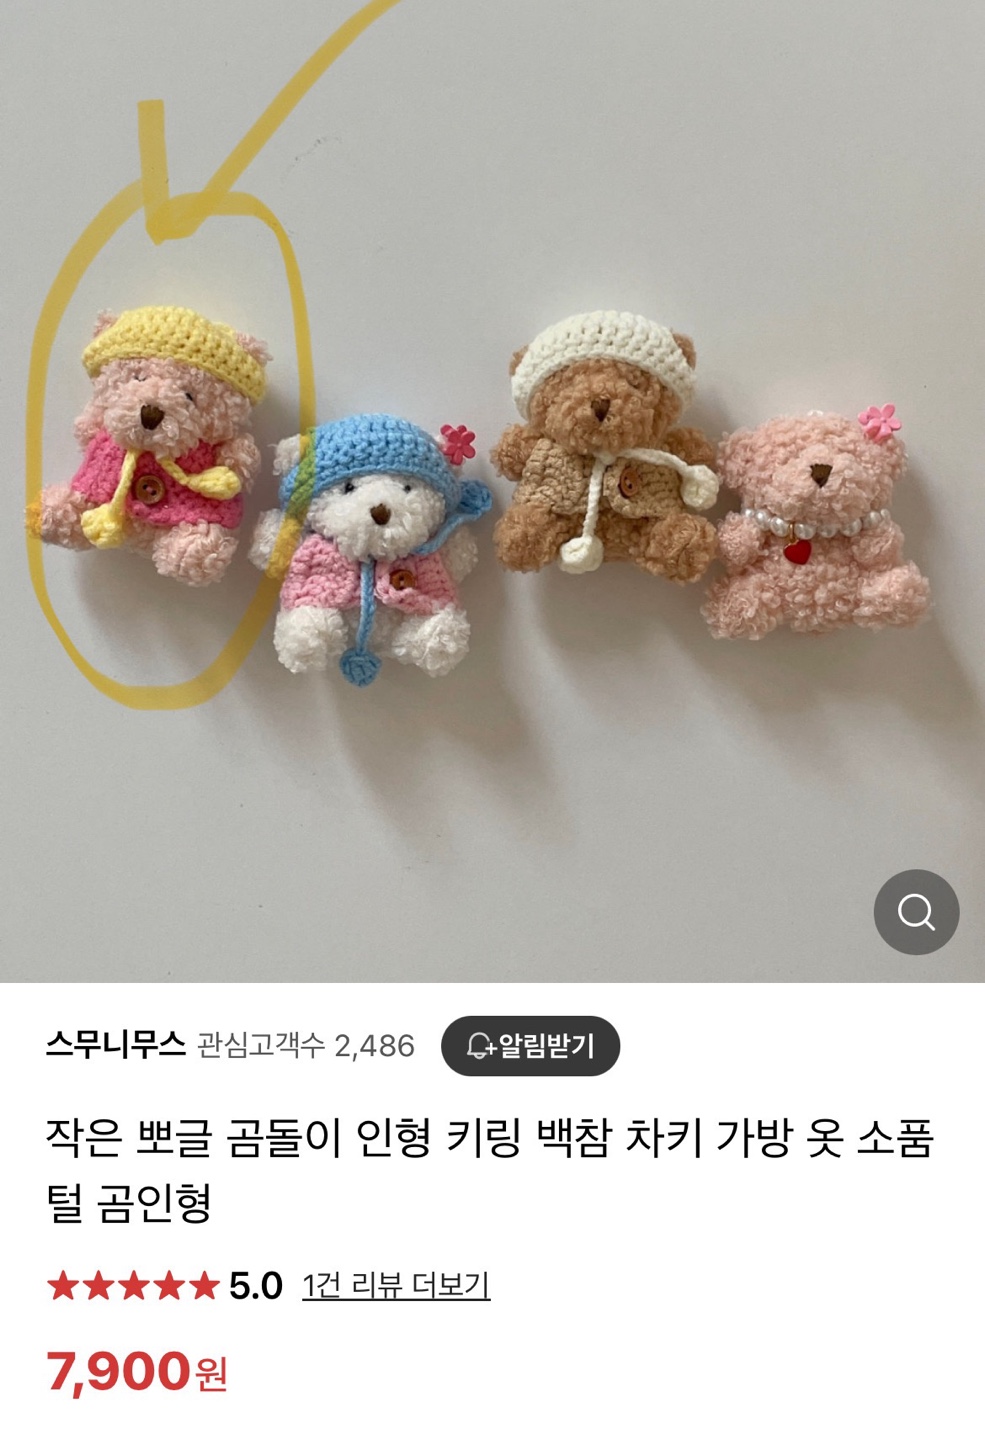 스무니무스 관심고객수 2,486 알림받기
작은 뽀글 곰돌이 인형 키링 백참 차키 가방 옷 소품
털 곰인형
5.0 1건 리뷰 더보기
7,900원